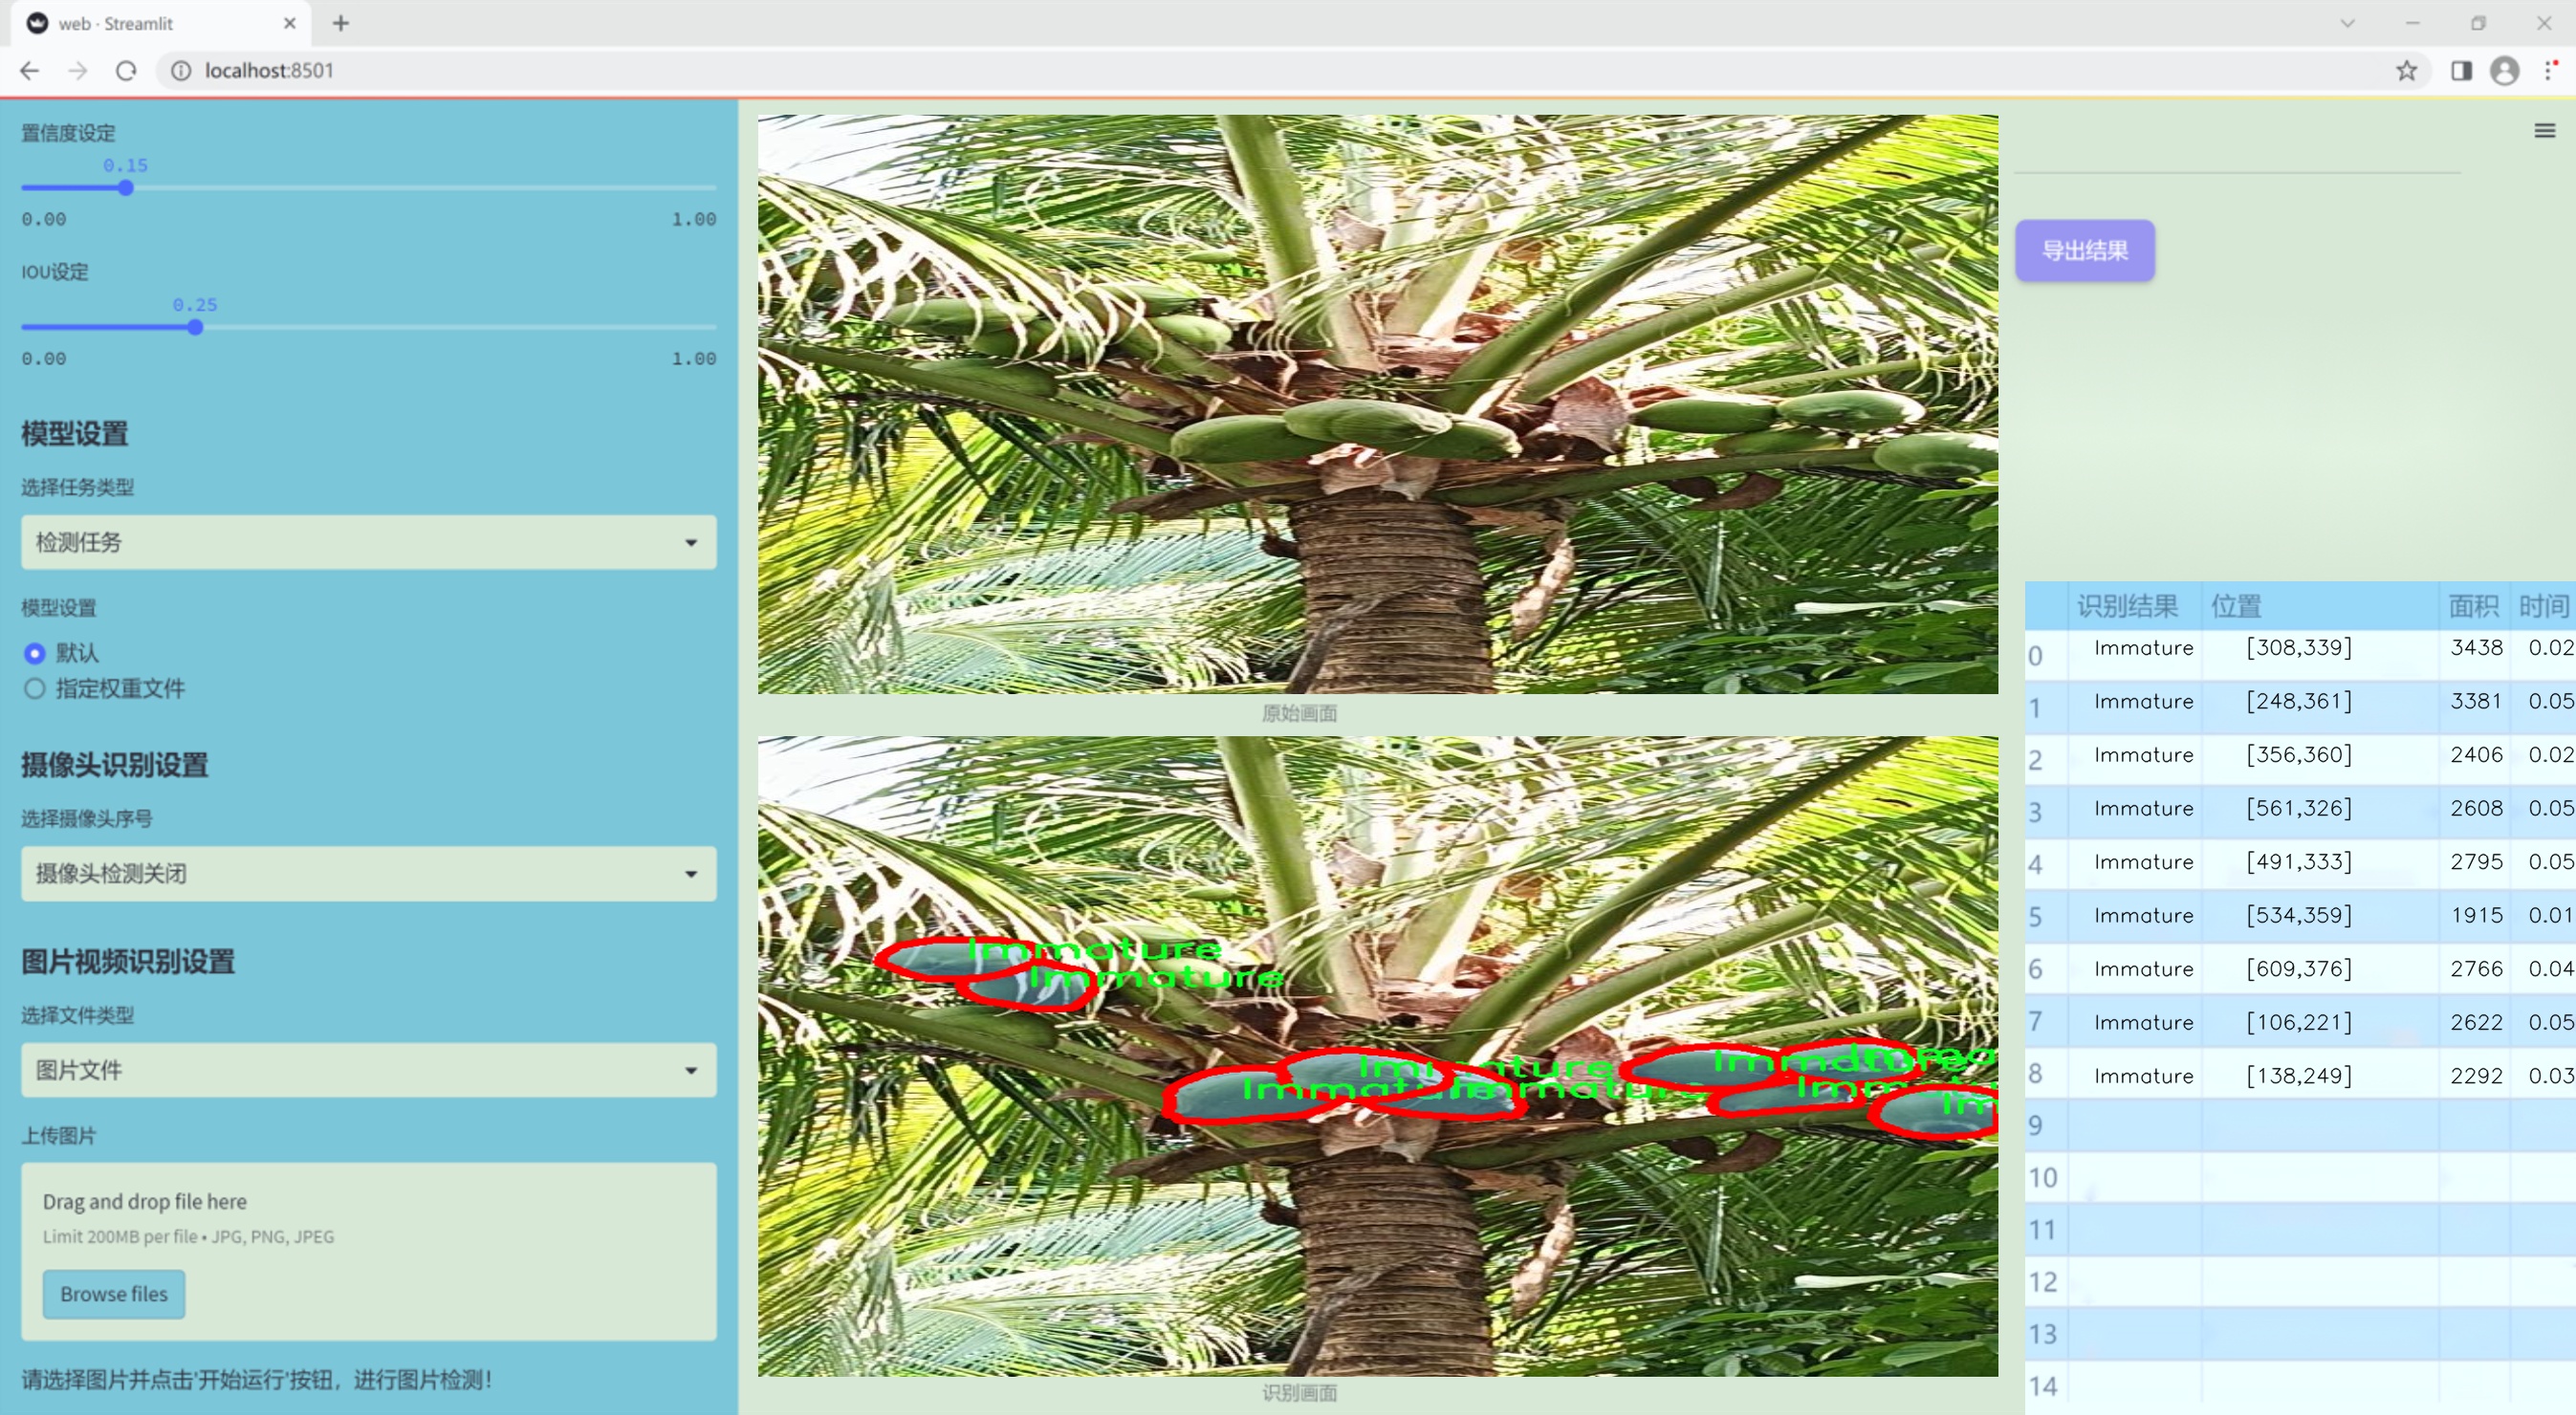 web · Streamlit
localhost:8501
置信度设定
0.15
0.00 1.00
IOU设定
0.25
0.00 1.00
模型设置
选择任务类型
检测任务
模型设置
默认
指定权重文件
摄像头识别设置
选择摄像头序号
摄像头检测关闭
图片视频识别设置
选择文件类型
图片文件
上传图片
Drag and drop file here
Limit 200MB per file • JPG, PNG, JPEG
Browse files
请选择图片并点击'开始运行'按钮，进行图片检测！
原始画面
Immature
Immature
识别画面
导出结果
识别结果 位置 面积 时间
0 Immature [308,339] 3438 0.02
1 Immature [248,361] 3381 0.05
2 Immature [356,360] 2406 0.02
3 Immature [561,326] 2608 0.05
4 Immature [491,333] 2795 0.05
5 Immature [534,359] 1915 0.01
6 Immature [609,376] 2766 0.04
7 Immature [106,221] 2622 0.05
8 Immature [138,249] 2292 0.03
9
10
11
12
13
14